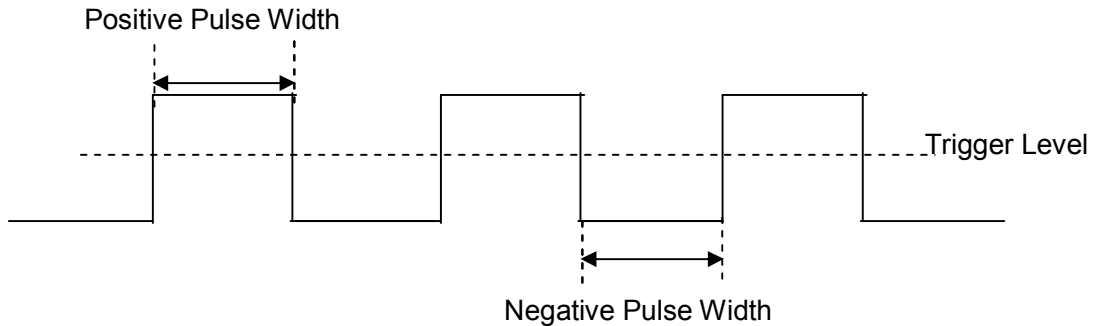 Positive Pulse Width
Trigger Level
Negative Pulse Width